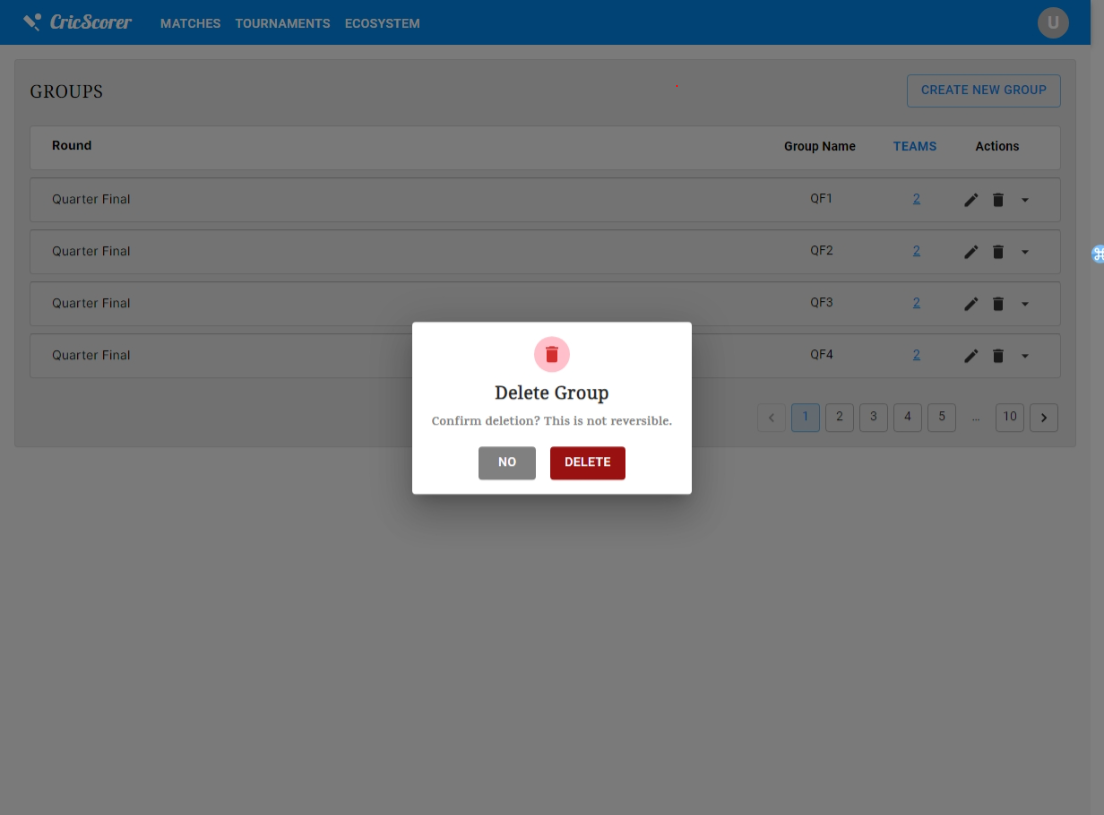 CricScorer MATCHES TOURNAMENTS ECOSYSTEM U
GROUPS CREATE NEW GROUP
Round Group Name TEAMS Actions
Quarter Final QF1 2
Quarter Final QF2 2
Quarter Final QF3 2
Quarter Final QF4 2
Delete Group
Confirm deletion? This is not reversible.
1 2 3 4 5 ... 10
NO DELETE